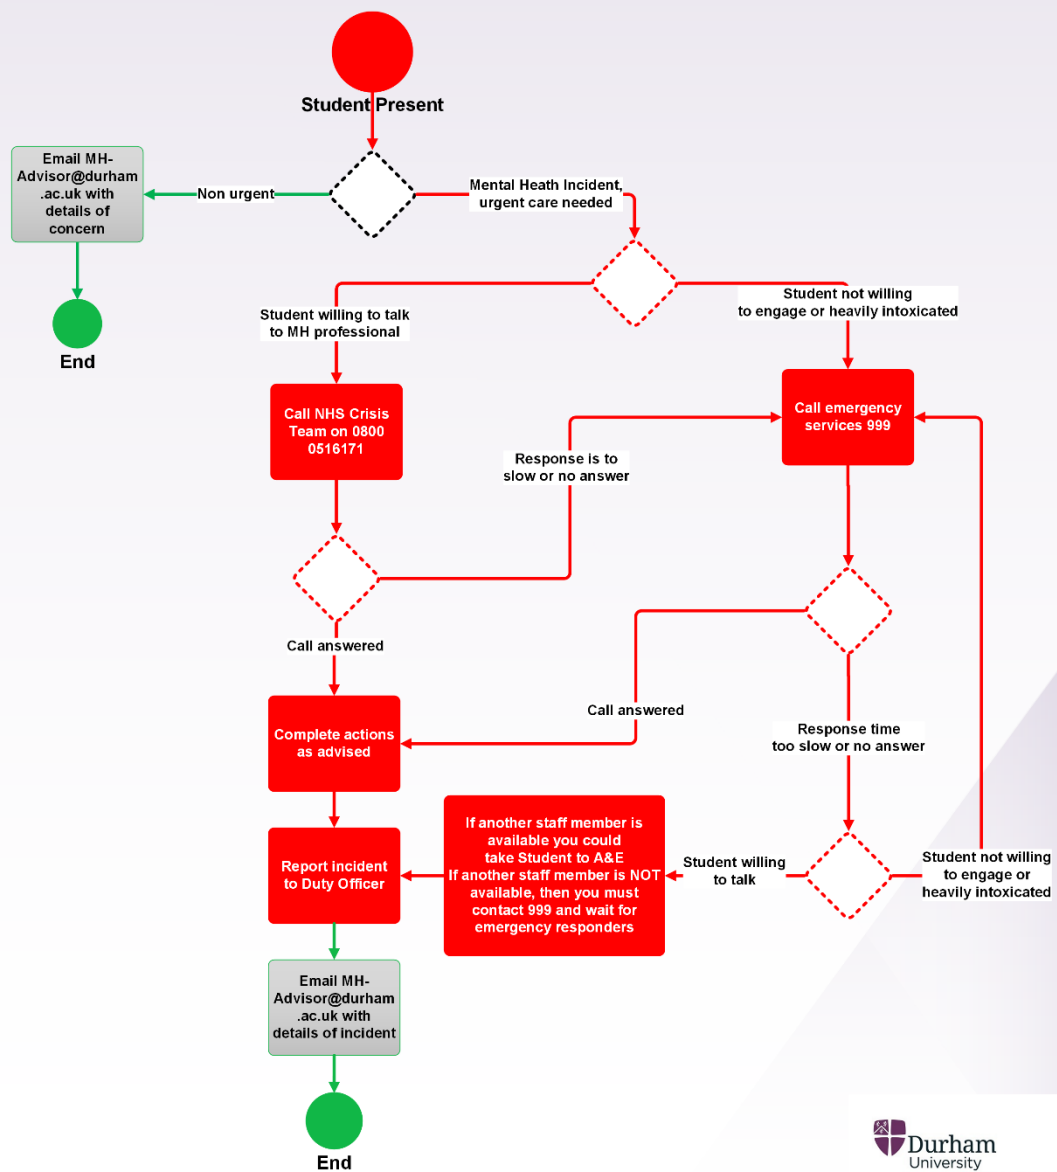 Student Present
Email MH-
Advisor@durham
.ac.uk with
details of
concern
Non urgent
Mental Heath Incident,
urgent care needed
End
Student willing to talk
to MH professional
Student not willing
to engage or heavily intoxicated
Call NHS Crisis
Team on 0800
0516171
Call emergency
services 999
Response is to
slow or no answer
Call answered
Complete actions
as advised
Call answered
Response time
too slow or no answer
If another staff member is
available you could
take Student to A&E
If another staff member is NOT
available, then you must
contact 999 and wait for
emergency responders
Report incident
to Duty Officer
Student willing
to talk
Student not willing
to engage or
heavily intoxicated
Email MH-
Advisor@durham
.ac.uk with
details of incident
End
Durham
University